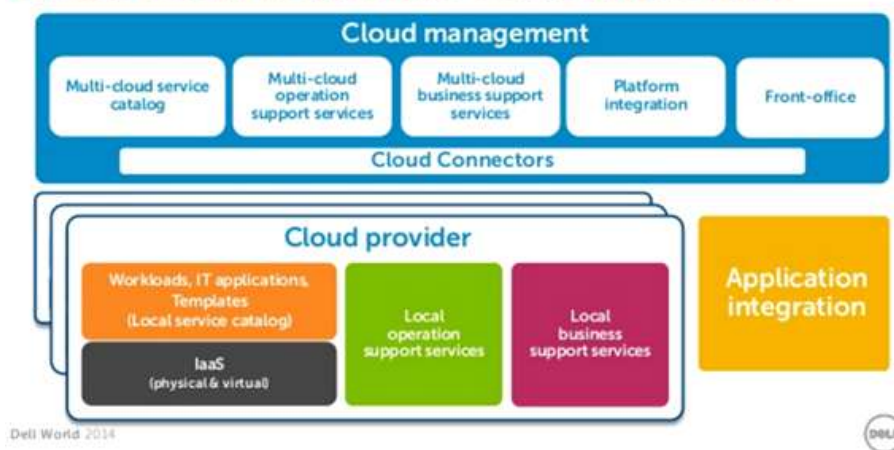 Cloud management
Multi-cloud service
catalog
Multi-cloud
operation
support services
Multi-cloud
business support
services
Platform
integration
Front-office
Cloud Connectors
Cloud provider
Workloads, IT applications,
Templates
(Local service catalog)
IaaS
(physical & virtual)
Local
operation
support services
Local
business
support services
Application
integration
Dell World 2014
DELL